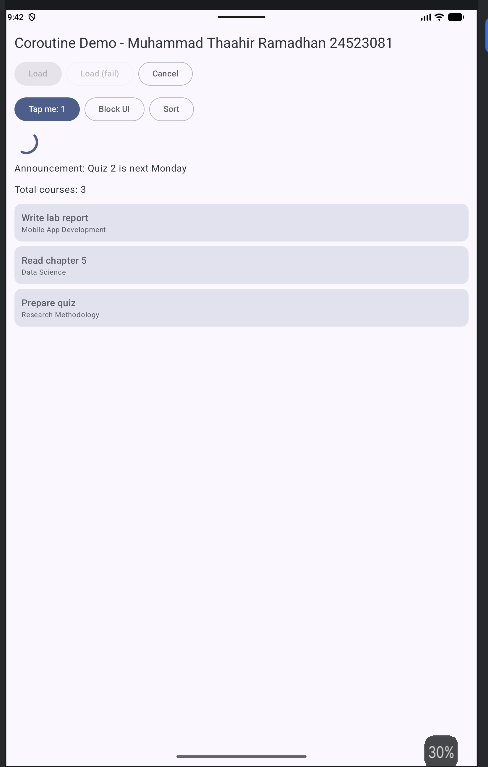 9:42
Coroutine Demo - Muhammad Thaahir Ramadhan 24523081
Load Load (fail) Cancel
Tap me: 1 Block UI Sort
Announcement: Quiz 2 is next Monday
Total courses: 3
Write lab report
Mobile App Development
Read chapter 5
Data Science
Prepare quiz
Research Methodology
30%